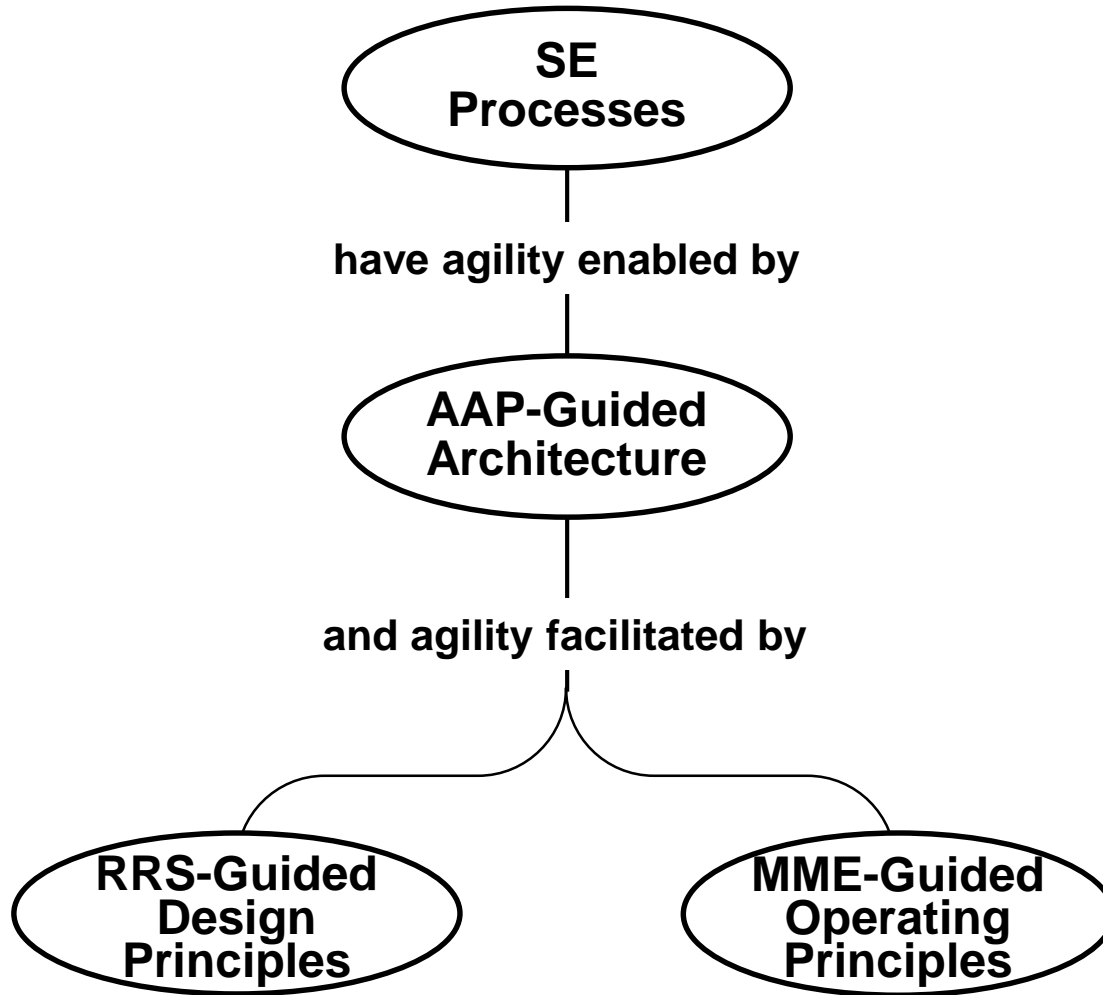 SE
Processes
have agility enabled by
AAP-Guided
Architecture
and agility facilitated by
RRS-Guided
Design
Principles
MME-Guided
Operating
Principles